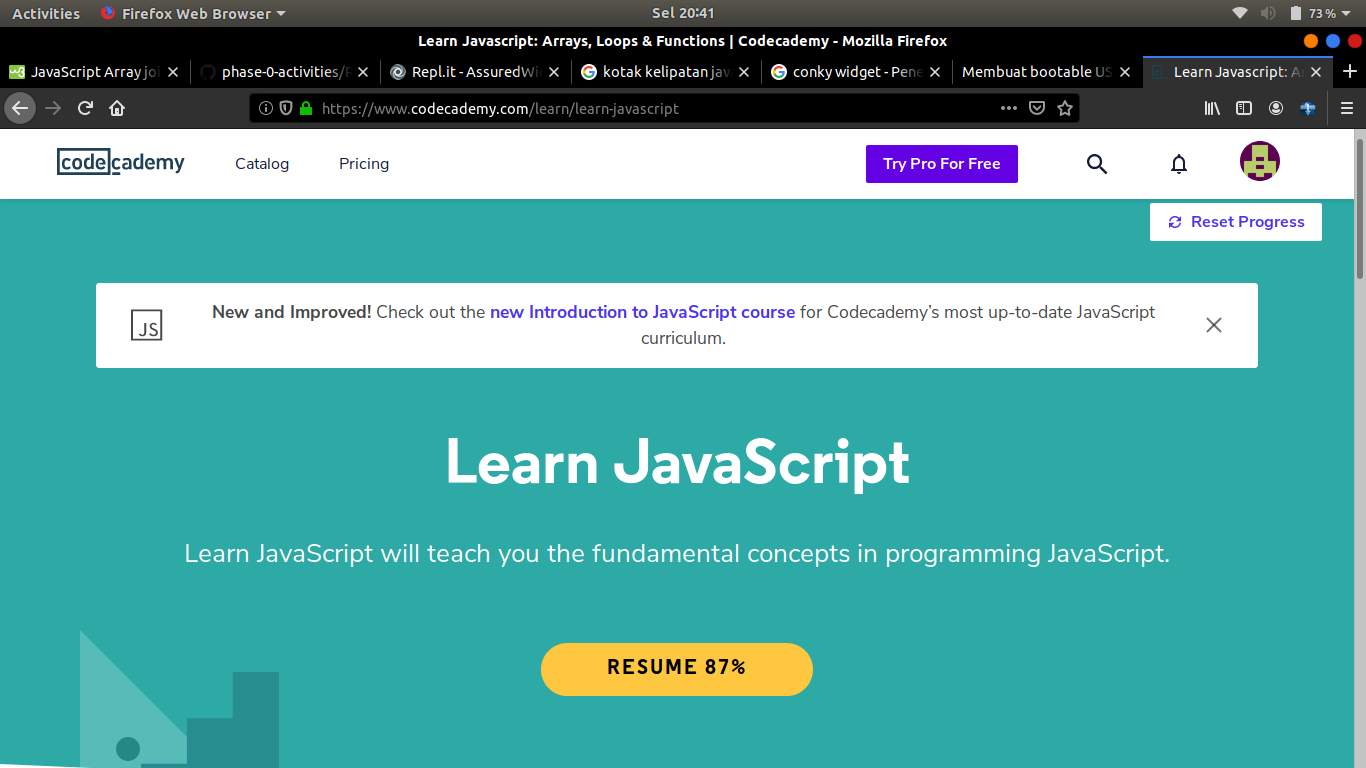 Activities Firefox Web Browser Sel 20:41 73 %
Learn Javascript: Arrays, Loops & Functions | Codecademy - Mozilla Firefox
JavaScript Array joi phase-0-activities/ Repl.it - AssuredWi kotak kelipatan jav conky widget - Pene Membuat bootable US Learn Javascript: A
https://www.codecademy.com/learn/learn-javascript
codecademy Catalog Pricing Try Pro For Free
Reset Progress
JS
New and Improved! Check out the new Introduction to JavaScript course for Codecademy’s most up-to-date JavaScript
curriculum.
Learn JavaScript
Learn JavaScript will teach you the fundamental concepts in programming JavaScript.
RESUME 87%